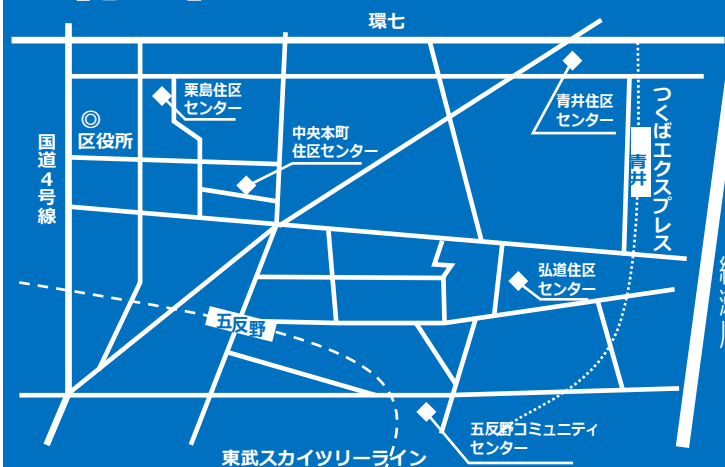 環七
栗島住区
センター
◎
区役所
中央本町
住区センター
青井住区
センター
つくばエクスプレス
青井
国道4号線
弘道住区
センター
五反野
五反野コミュニティ
センター
東武スカイツリーライン